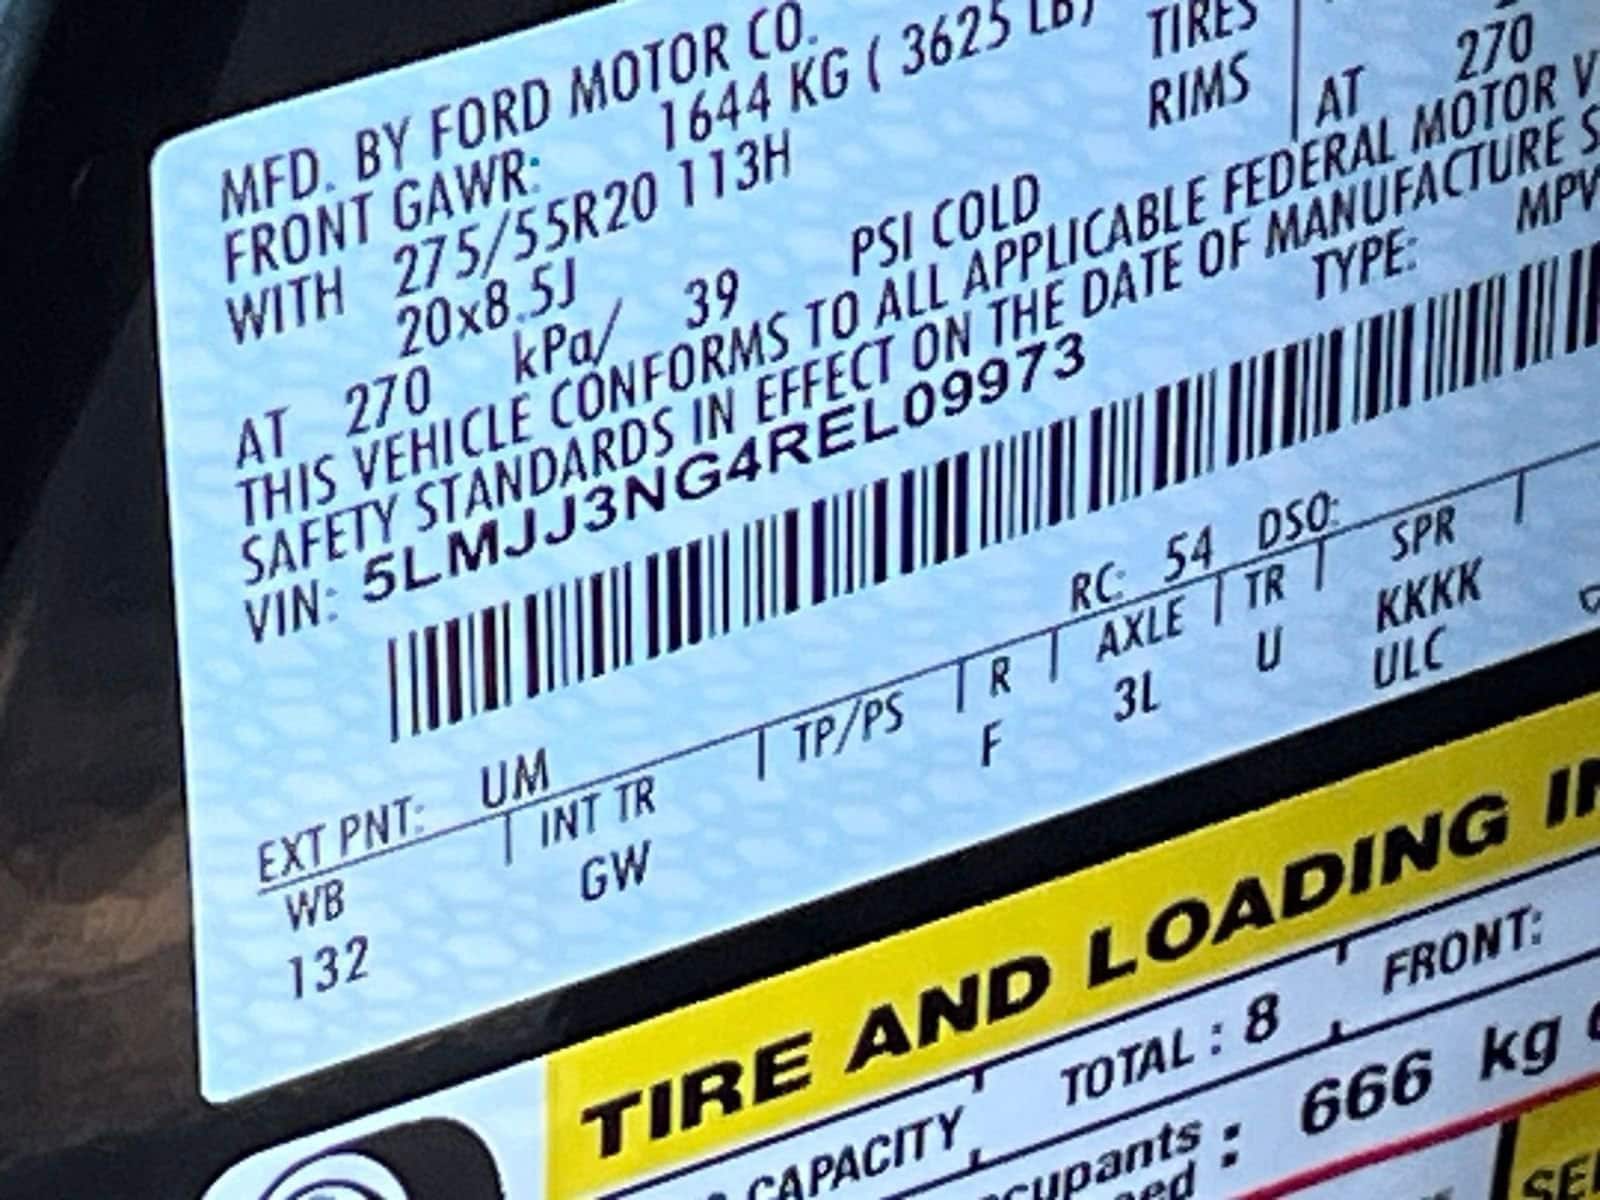 MFD. BY FORD MOTOR CO.
FRONT GAWR: 1644 KG ( 3625 LB)
WITH 275/55R20 113H TIRES
20x8.5J RIMS
AT 270 kPa/ 39 PSI COLD AT 270
THIS VEHICLE CONFORMS TO ALL APPLICABLE FEDERAL MOTOR V
SAFETY STANDARDS IN EFFECT ON THE DATE OF MANUFACTURE S
VIN: 5LMJJ3NG4REL09973 TYPE: MPV
EXT PNT: UM RC: 54 DSO:
WB INT TR TP/PS R AXLE TR SPR
132 GW F 3L U KKKK
ULC
TIRE AND LOADING IN
CAPACITY TOTAL : 8 FRONT:
cupants : 666 kg
ed
SE